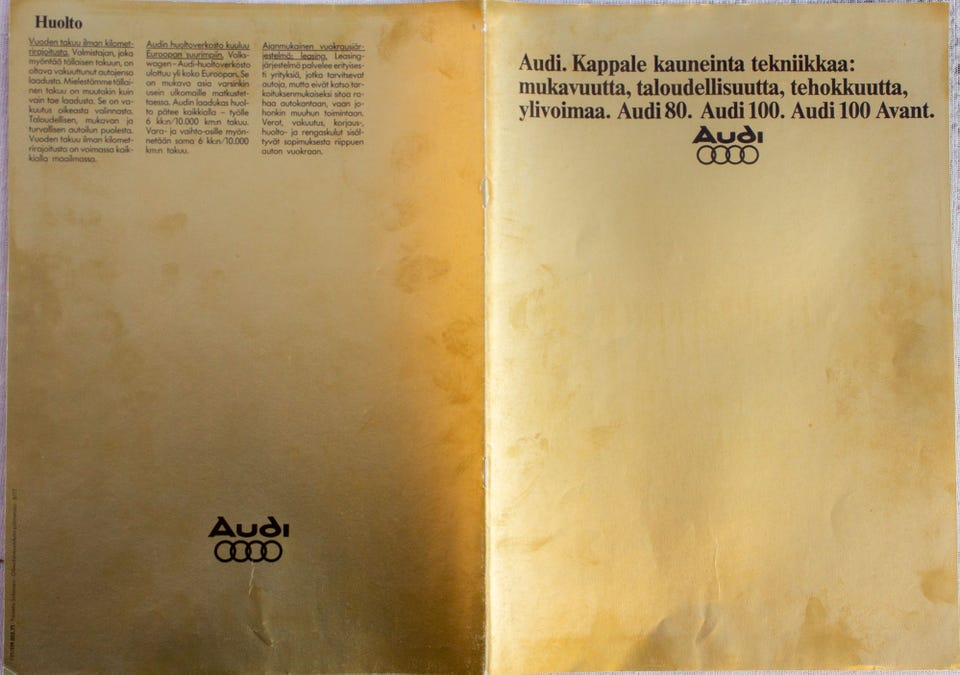 Huolto
Vuoden takuu ilman kilomet-
rirajoitusta. Valmistajan, joka
myöntää tällaisen takuun, on
oltava vakuuttunut autojensa
laadusta. Mielestämme tällai-
nen takuu on muutakin kuin
vain tae laadusta. Se on va-
kuutus oikeasta valinnasta.
Taloudellisen, mukavan ja
turvallisen autoilun puolesta.
Vuoden takuu ilman kilomet-
rirajoitusta on voimassa kaik-
kialla maailmassa.
Audin huoltoverkosto kuuluu
Euroopan suurimpiin. Volks-
wagen–Audi-huoltoverkosto
ulottuu yli koko Euroopan. Se
on mukava asia varsinkin
usein ulkomaille matkustet-
taessa. Audin laadukas huol-
to pätee kaikkialla – työlle
6 kk:n/10.000 km:n takuu.
Vara- ja vaihto-osille myön-
netään sama 6 kk:n/10.000
km:n takuu.
Ajanmukainen vuokrausjär-
jestelmä: leasing. Leasing-
järjestelmä palvelee erityises-
ti yrityksiä, jotka tarvitsevat
autoja, mutta eivät katso tar-
koituksenmukaiseksi sitoa ra-
haa autokantaan, vaan jo-
honkin muuhun toimintaan.
Verot, vakuutus, korjaus-,
huolto- ja rengaskulut sisäl-
tyvät sopimuksesta riippuen
auton vuokraan.
Audi
Audi. Kappale kauneinta tekniikkaa:
mukavuutta, taloudellisuutta, tehokkuutta,
ylivoimaa. Audi 80. Audi 100. Audi 100 Avant.
Audi